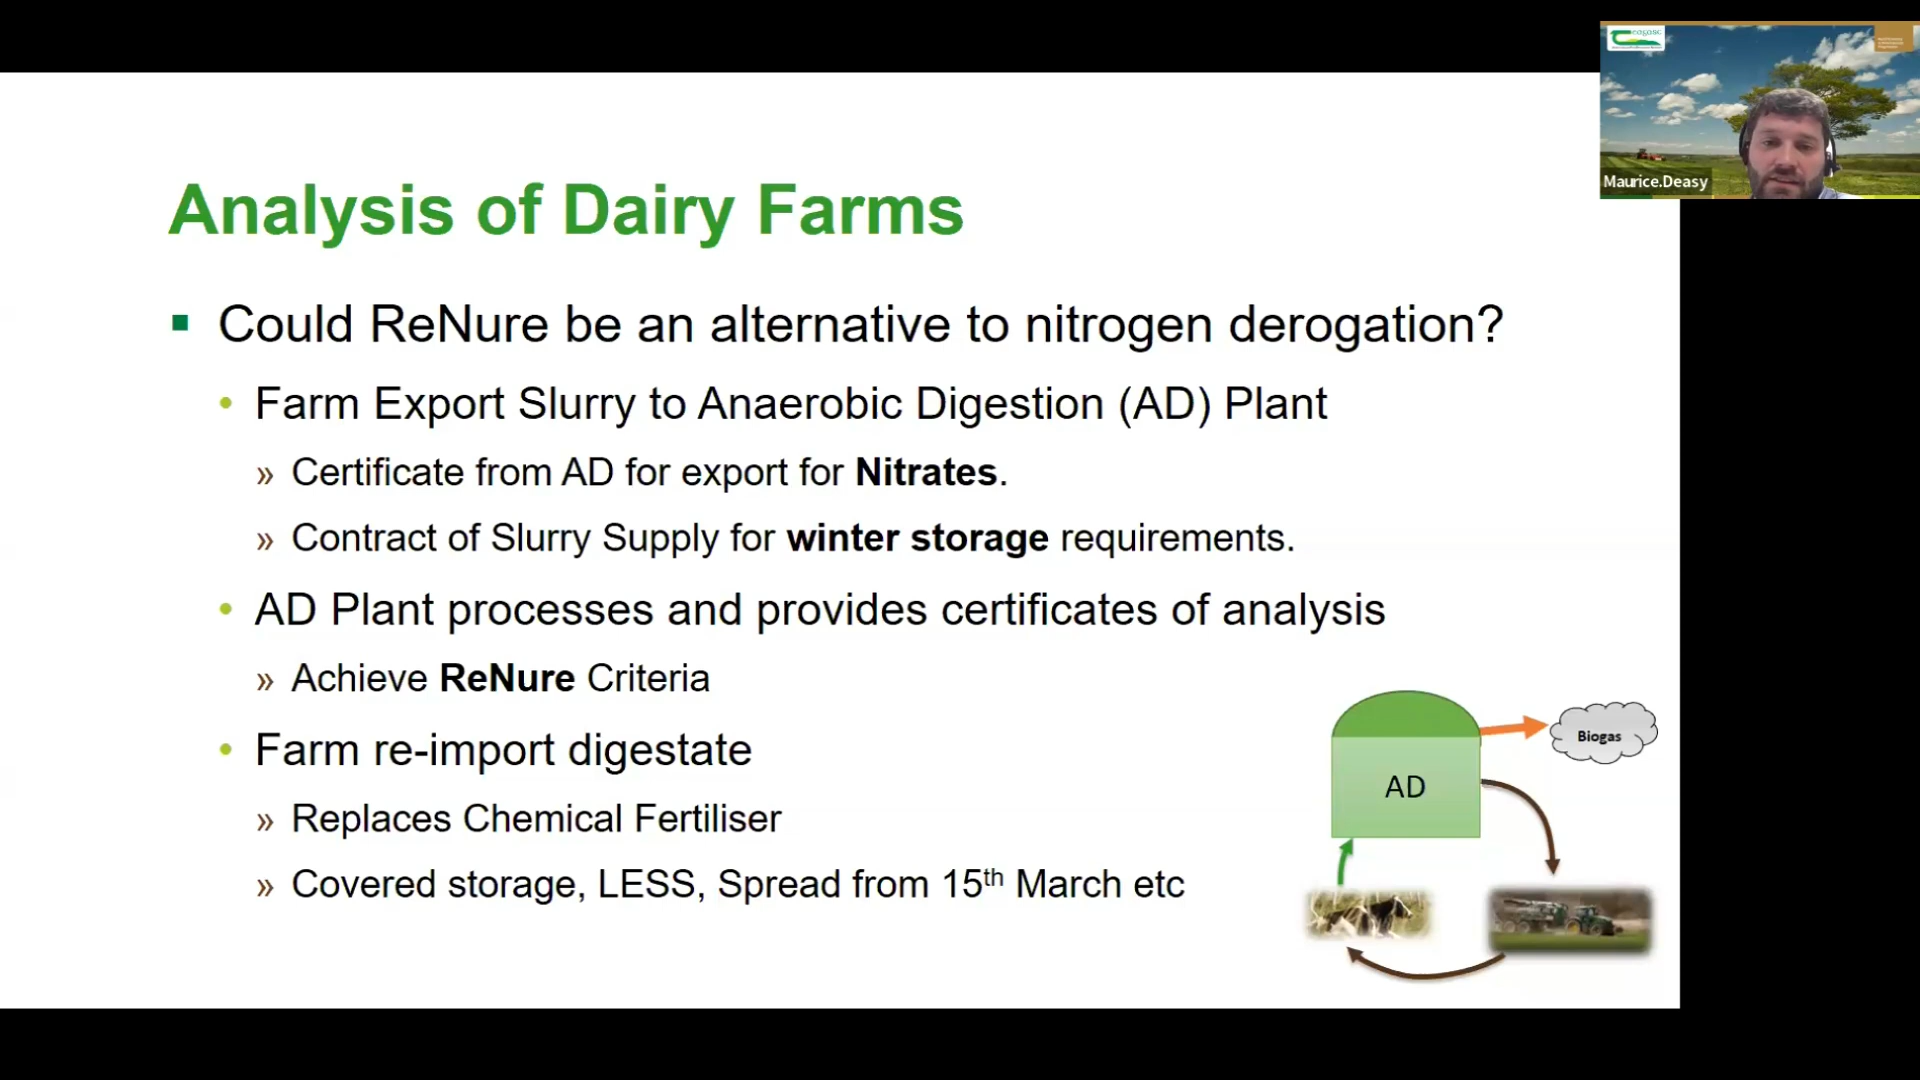 teagasc
Maurice.Deasy
Analysis of Dairy Farms
Could ReNure be an alternative to nitrogen derogation?
Farm Export Slurry to Anaerobic Digestion (AD) Plant
» Certificate from AD for export for Nitrates.
» Contract of Slurry Supply for winter storage requirements.
AD Plant processes and provides certificates of analysis
» Achieve ReNure Criteria
Farm re-import digestate
» Replaces Chemical Fertiliser
» Covered storage, LESS, Spread from 15th March etc
AD
Biogas